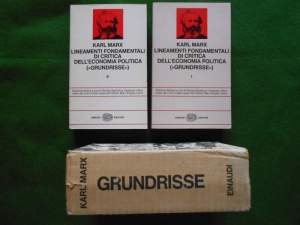 KARL MARX
LINEAMENTI FONDAMENTALI
DI CRITICA
DELL'ECONOMIA POLITICA
(«GRUNDRISSE»)
II
KARL MARX
LINEAMENTI FONDAMENTALI
DI CRITICA
DELL'ECONOMIA POLITICA
(«GRUNDRISSE»)
I
KARL MARX
GRUNDRISSE
EINAUDI